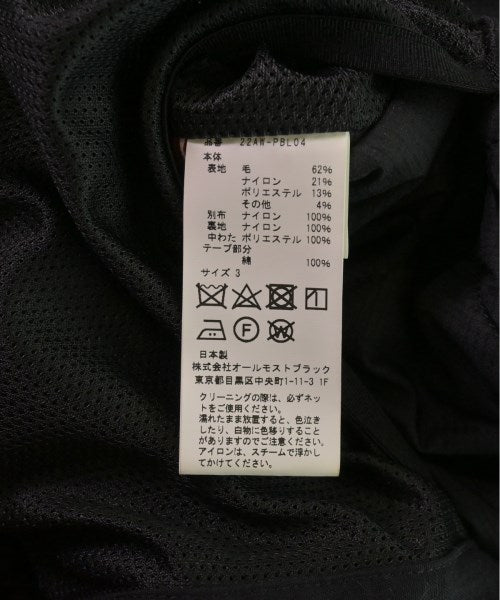 品番 22AW-PBL04
本体
表地 毛 62%
ナイロン 21%
ポリエステル 13%
その他 4%
別布 ナイロン 100%
裏地 ナイロン 100%
中わた ポリエステル 100%
テープ部分
綿 100%
サイズ 3
F W
日本製
株式会社オールモストブラック
東京都目黒区中央町1-11-3 1F
クリーニングの際は、必ずネッ
トをご使用ください。
濡れたまま放置すると、色泣き
したり、白物に色移りすること
がありますのでご注意ください。
アイロンは、スチームで浮かし
てかけてください。